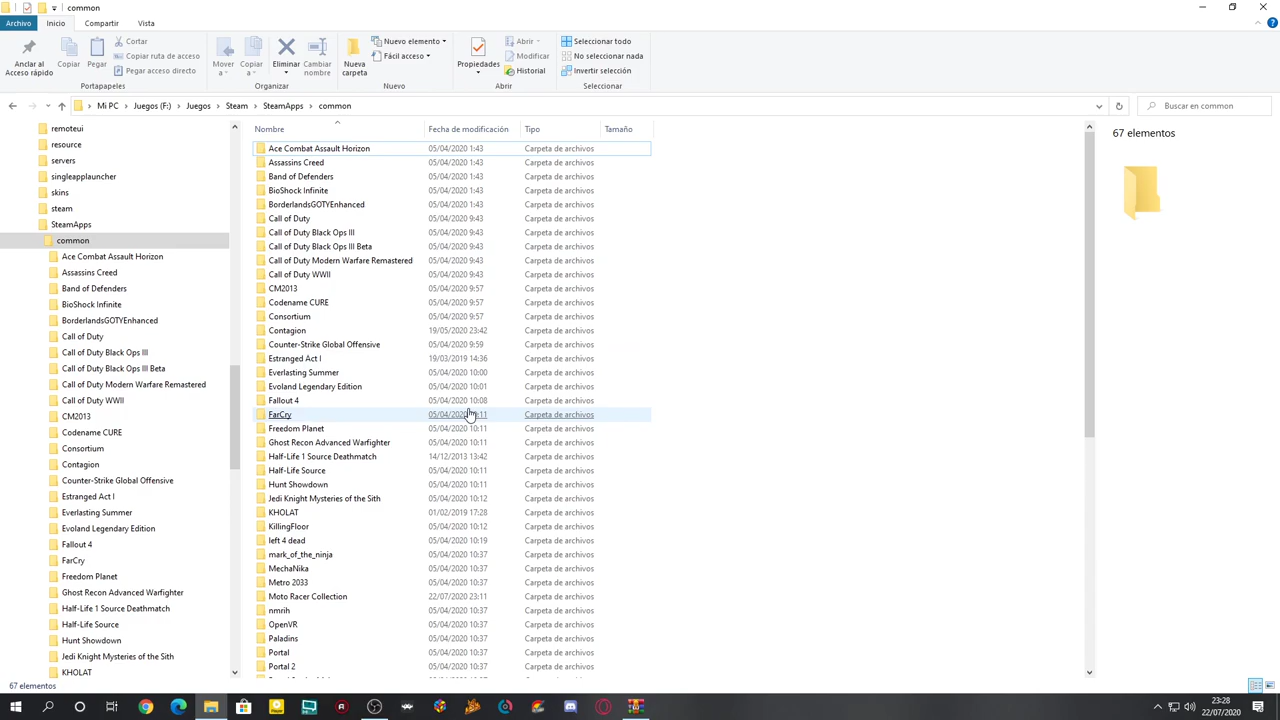 common
Archivo Inicio Compartir Vista
Anclar al Acceso rápido
Copiar
Pegar
Cortar
Copiar ruta de acceso
Pegar acceso directo
Portapapeles
Mover a
Copiar a
Eliminar
Cambiar nombre
Organizar
Nueva carpeta
Nuevo elemento
Fácil acceso
Nuevo
Propiedades
Abrir
Modificar
Historial
Abrir
Seleccionar todo
No seleccionar nada
Invertir selección
Seleccionar
Mi PC Juegos (F:) Juegos Steam SteamApps common
Buscar en common
remoteui
resource
servers
singleapplauncher
skins
steam
SteamApps
common
Ace Combat Assault Horizon
Assassins Creed
Band of Defenders
BioShock Infinite
BorderlandsGOTYEnhanced
Call of Duty
Call of Duty Black Ops III
Call of Duty Black Ops III Beta
Call of Duty Modern Warfare Remastered
Call of Duty WWII
CM2013
Codename CURE
Consortium
Contagion
Counter-Strike Global Offensive
Estranged Act I
Everlasting Summer
Evoland Legendary Edition
Fallout 4
FarCry
Freedom Planet
Ghost Recon Advanced Warfighter
Half-Life 1 Source Deathmatch
Half-Life Source
Hunt Showdown
Jedi Knight Mysteries of the Sith
KHOLAT
Nombre Fecha de modificación Tipo Tamaño
Ace Combat Assault Horizon 05/04/2020 1:43 Carpeta de archivos
Assassins Creed 05/04/2020 1:43 Carpeta de archivos
Band of Defenders 05/04/2020 1:43 Carpeta de archivos
BioShock Infinite 05/04/2020 1:43 Carpeta de archivos
BorderlandsGOTYEnhanced 05/04/2020 1:43 Carpeta de archivos
Call of Duty 05/04/2020 9:43 Carpeta de archivos
Call of Duty Black Ops III 05/04/2020 9:43 Carpeta de archivos
Call of Duty Black Ops III Beta 05/04/2020 9:43 Carpeta de archivos
Call of Duty Modern Warfare Remastered 05/04/2020 9:43 Carpeta de archivos
Call of Duty WWII 05/04/2020 9:43 Carpeta de archivos
CM2013 05/04/2020 9:57 Carpeta de archivos
Codename CURE 05/04/2020 9:57 Carpeta de archivos
Consortium 05/04/2020 9:57 Carpeta de archivos
Contagion 19/05/2020 23:42 Carpeta de archivos
Counter-Strike Global Offensive 05/04/2020 9:59 Carpeta de archivos
Estranged Act I 19/03/2019 14:36 Carpeta de archivos
Everlasting Summer 05/04/2020 10:00 Carpeta de archivos
Evoland Legendary Edition 05/04/2020 10:01 Carpeta de archivos
Fallout 4 05/04/2020 10:08 Carpeta de archivos
FarCry 05/04/2020 :11 Carpeta de archivos
Freedom Planet 05/04/2020 10:11 Carpeta de archivos
Ghost Recon Advanced Warfighter 05/04/2020 10:11 Carpeta de archivos
Half-Life 1 Source Deathmatch 14/12/2013 13:42 Carpeta de archivos
Half-Life Source 05/04/2020 10:11 Carpeta de archivos
Hunt Showdown 05/04/2020 10:11 Carpeta de archivos
Jedi Knight Mysteries of the Sith 05/04/2020 10:12 Carpeta de archivos
KHOLAT 01/02/2019 17:28 Carpeta de archivos
KillingFloor 05/04/2020 10:12 Carpeta de archivos
left 4 dead 05/04/2020 10:19 Carpeta de archivos
mark_of_the_ninja 05/04/2020 10:37 Carpeta de archivos
MechaNika 05/04/2020 10:37 Carpeta de archivos
Metro 2033 05/04/2020 10:37 Carpeta de archivos
Moto Racer Collection 22/07/2020 23:11 Carpeta de archivos
nmrih 05/04/2020 10:37 Carpeta de archivos
OpenVR 05/04/2020 10:37 Carpeta de archivos
Paladins 05/04/2020 10:37 Carpeta de archivos
Portal 05/04/2020 10:37 Carpeta de archivos
Portal 2 05/04/2020 10:37 Carpeta de archivos
67 elementos
67 elementos
23:28
22/07/2020